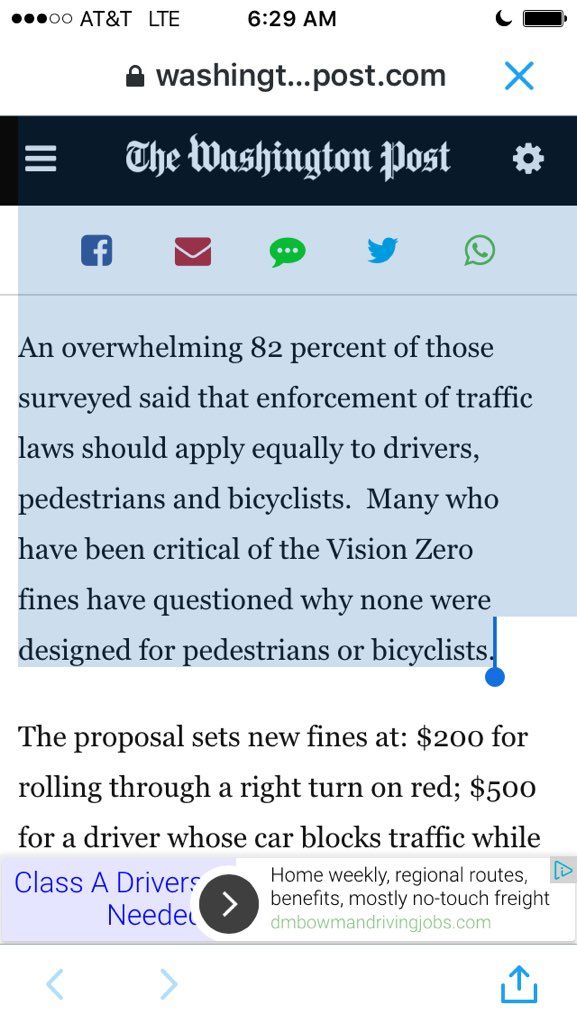 AT&T LTE 6:29 AM
washingt...post.com
The Washington Post
An overwhelming 82 percent of those
surveyed said that enforcement of traffic
laws should apply equally to drivers,
pedestrians and bicyclists.  Many who
have been critical of the Vision Zero
fines have questioned why none were
designed for pedestrians or bicyclists.
The proposal sets new fines at: $200 for
rolling through a right turn on red; $500
for a driver whose car blocks traffic while
Class A Drivers
Needed
Home weekly, regional routes,
benefits, mostly no-touch freight
dmbowmandrivingjobs.com